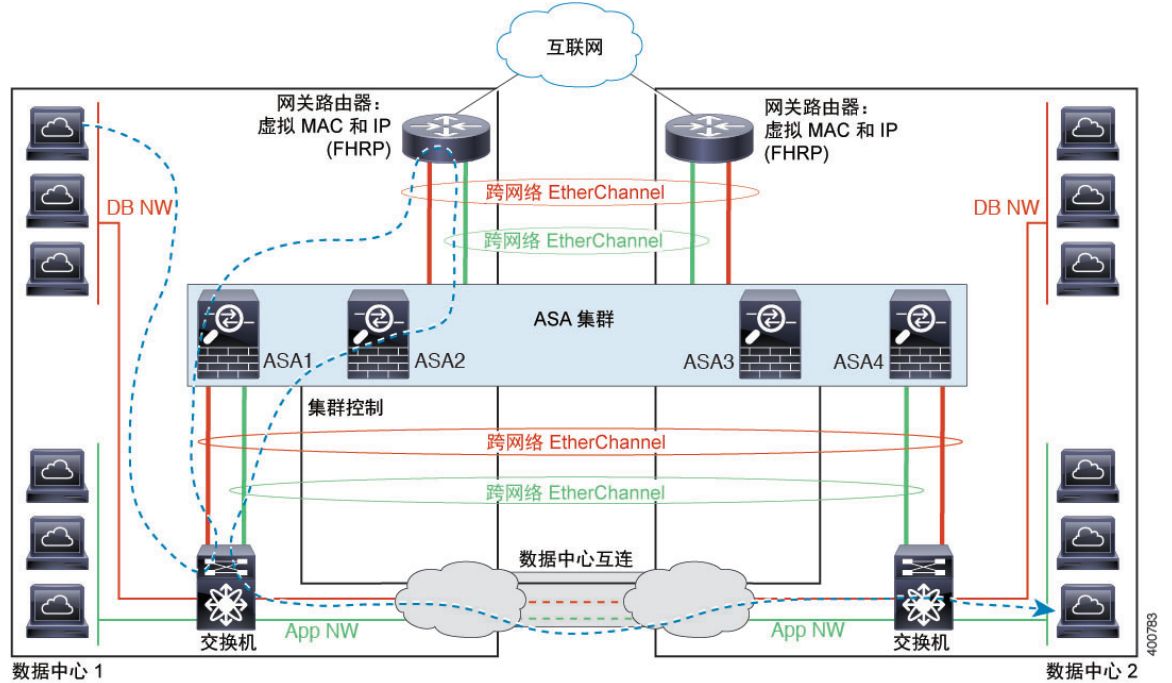 互联网
网关路由器:
虚拟 MAC 和 IP
(FHRP)
网关路由器:
虚拟 MAC 和 IP
(FHRP)
跨网络 EtherChannel
DB NW
DB NW
跨网络 EtherChannel
ASA 集群
ASA1
ASA2
ASA3
ASA4
集群控制
跨网络 EtherChannel
跨网络 EtherChannel
数据中心互连
App NW
App NW
交换机
交换机
400783
数据中心 1
数据中心 2